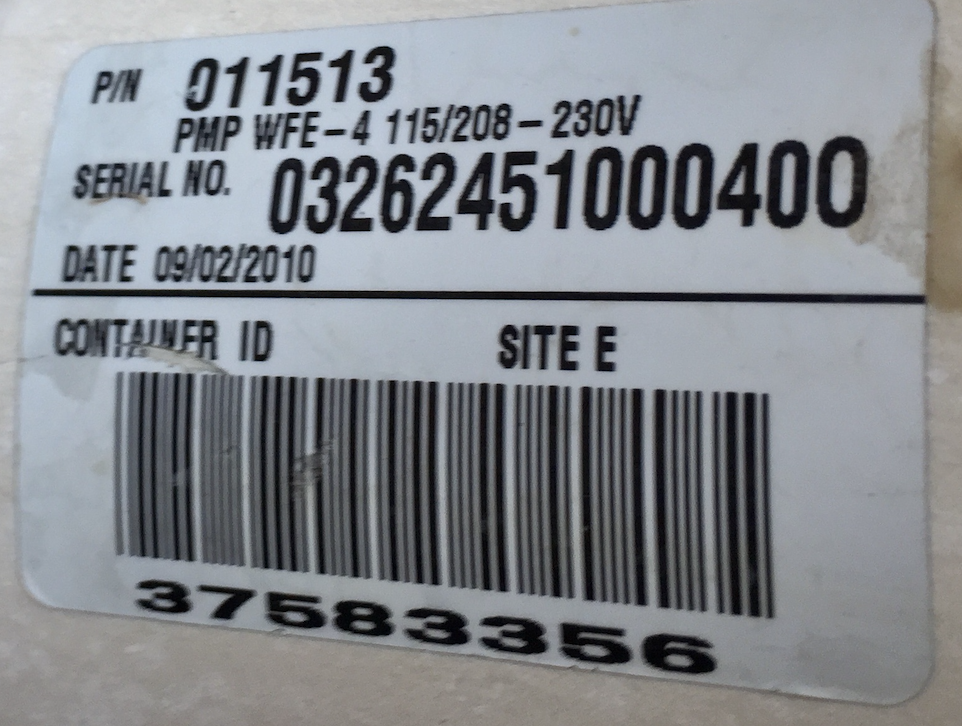 P/N 011513
PMP WFE-4 115/208-230V
SERIAL NO. 03262451000400
DATE 09/02/2010
CONTAINER ID SITE E
37583356